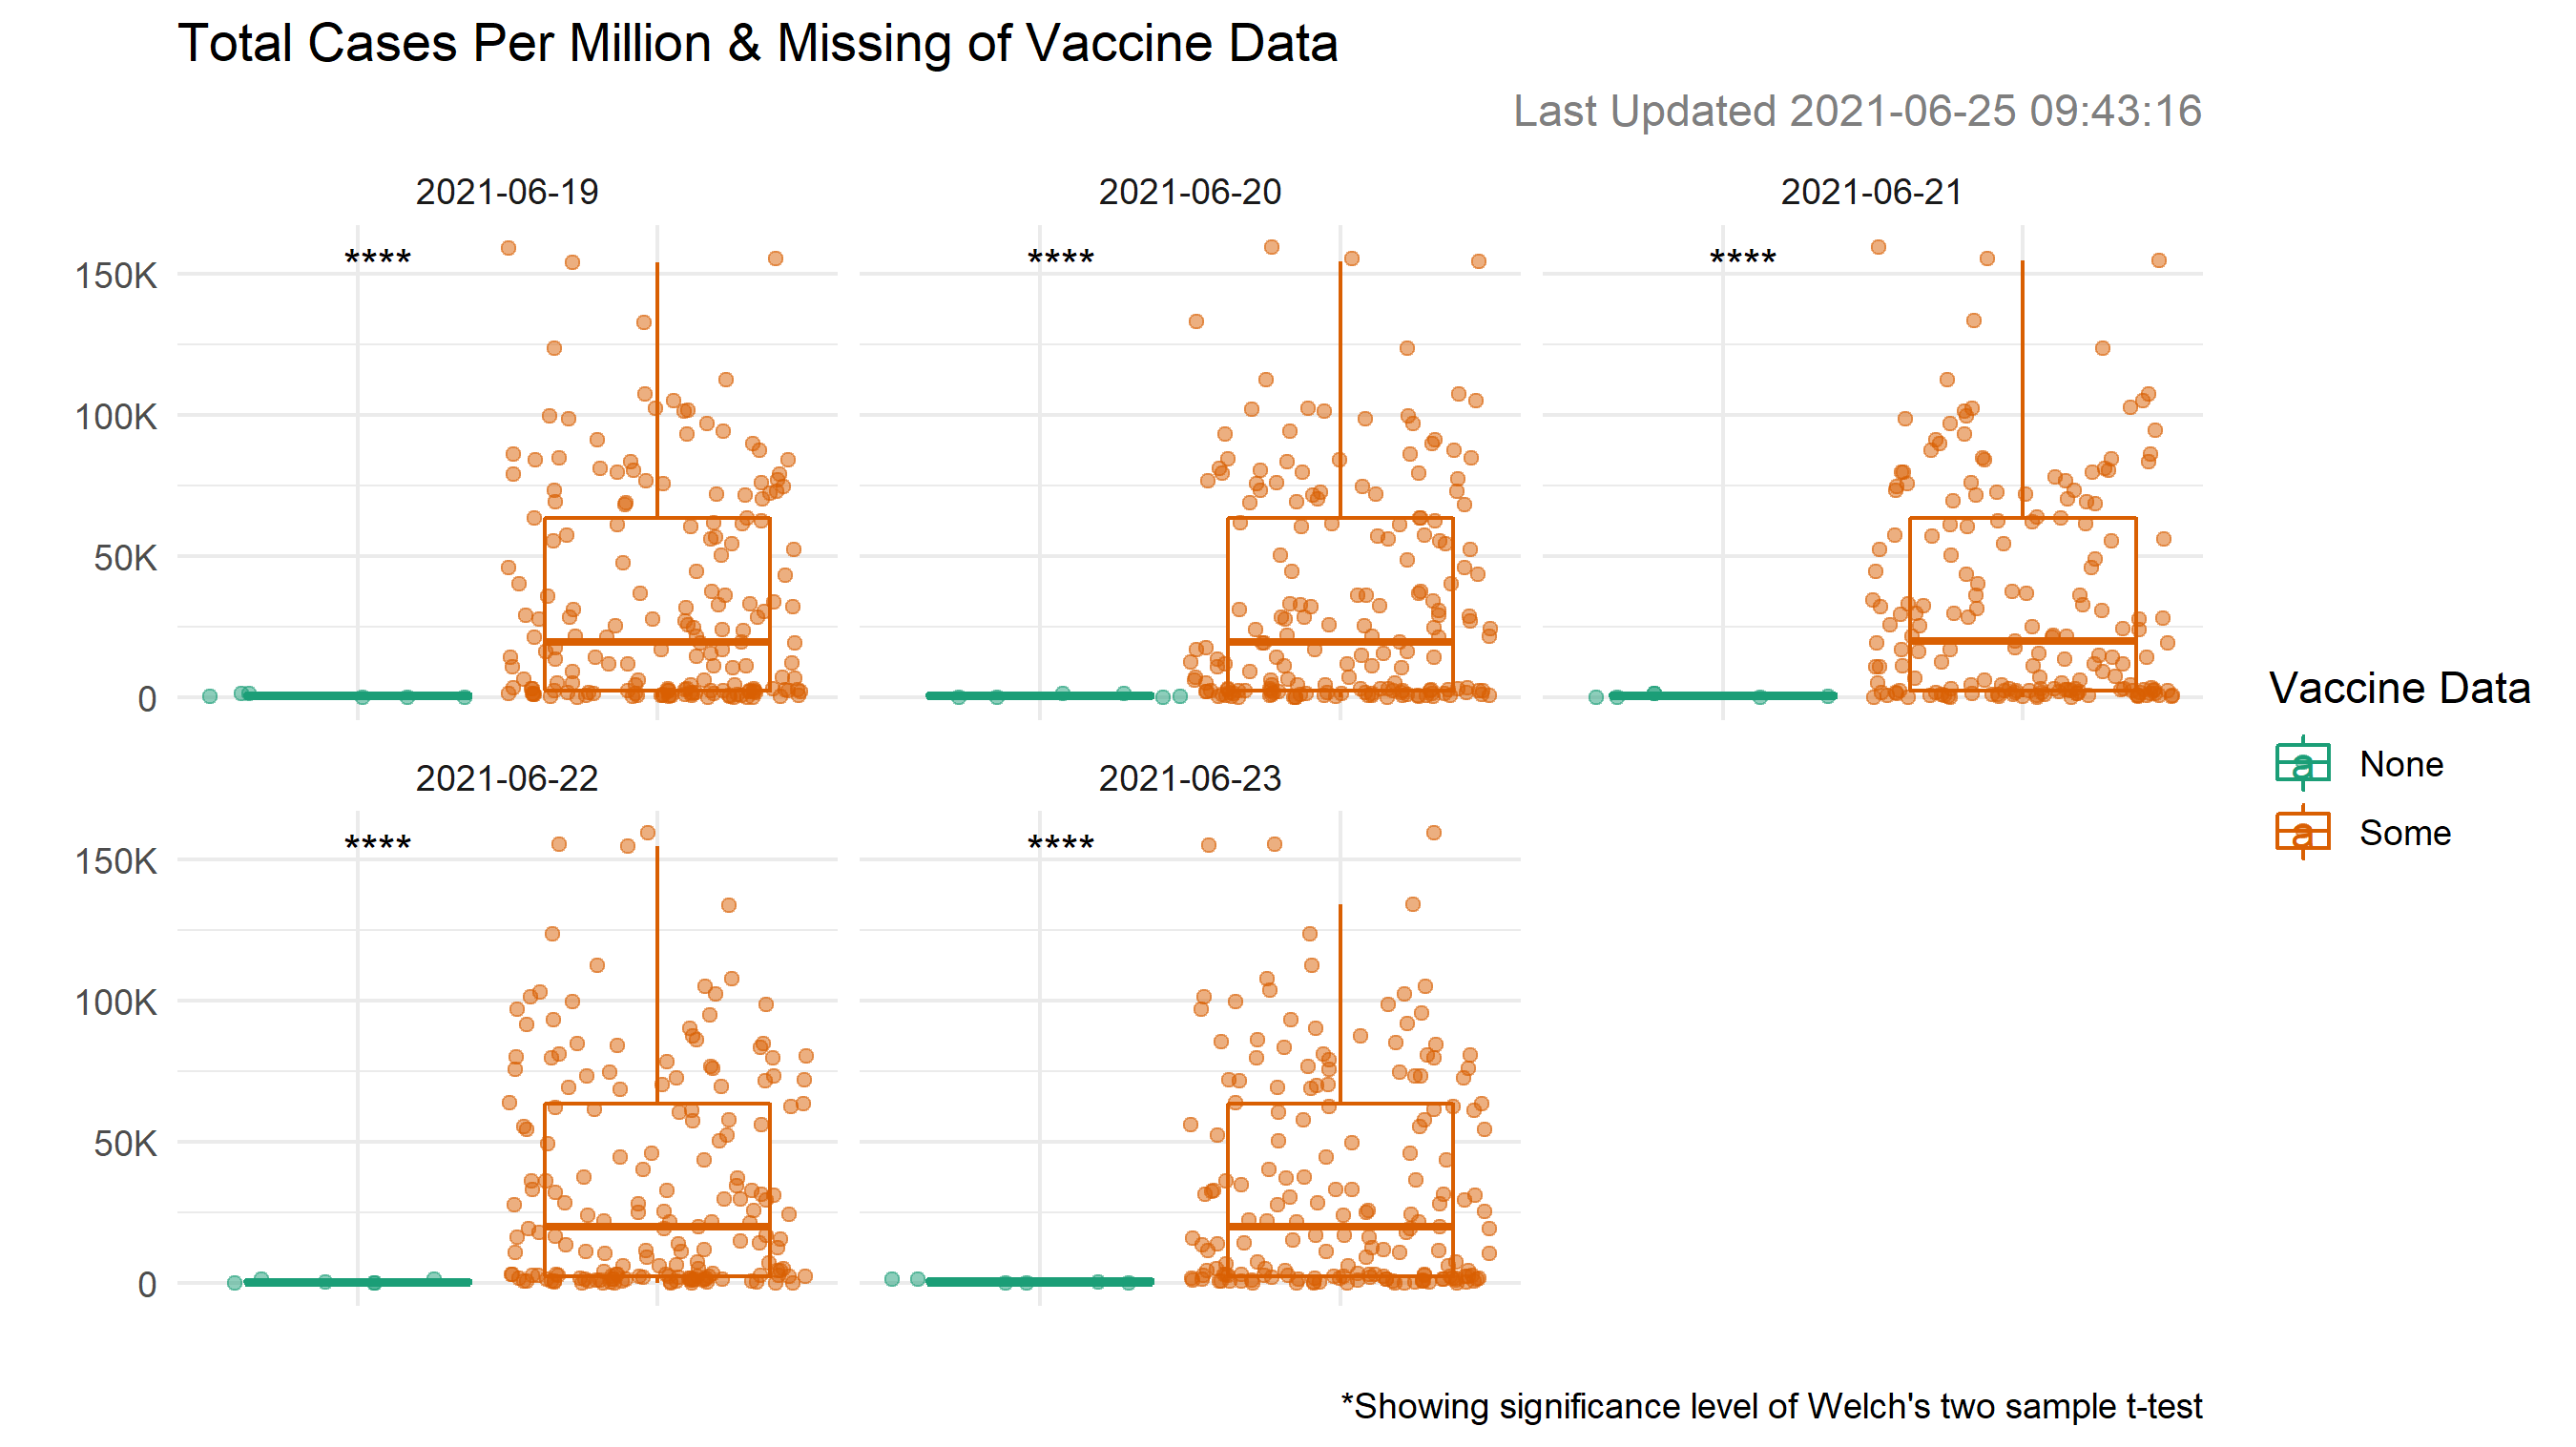 Total Cases Per Million & Missing of Vaccine Data
Last Updated 2021-06-25 09:43:16
2021-06-19
2021-06-20
2021-06-21
****
****
****
150K
100K
50K
0
Vaccine Data
a None
a Some
2021-06-22
2021-06-23
****
****
150K
100K
50K
0
*Showing significance level of Welch's two sample t-test